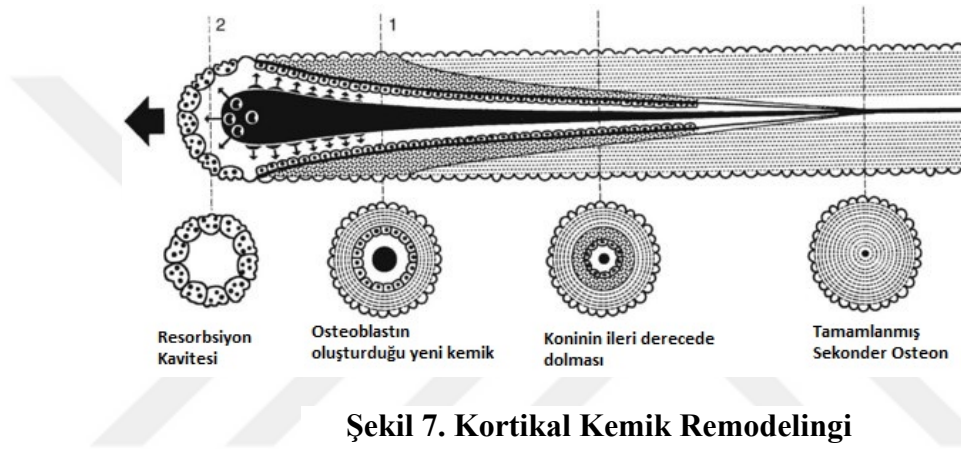 2
1
Resorbsiyon
Kavitesi
Osteoblastın
oluşturduğu yeni kemik
Koninin ileri derecede
dolması
Tamamlanmış
Sekonder Osteon
Şekil 7. Kortikal Kemik Remodelingi